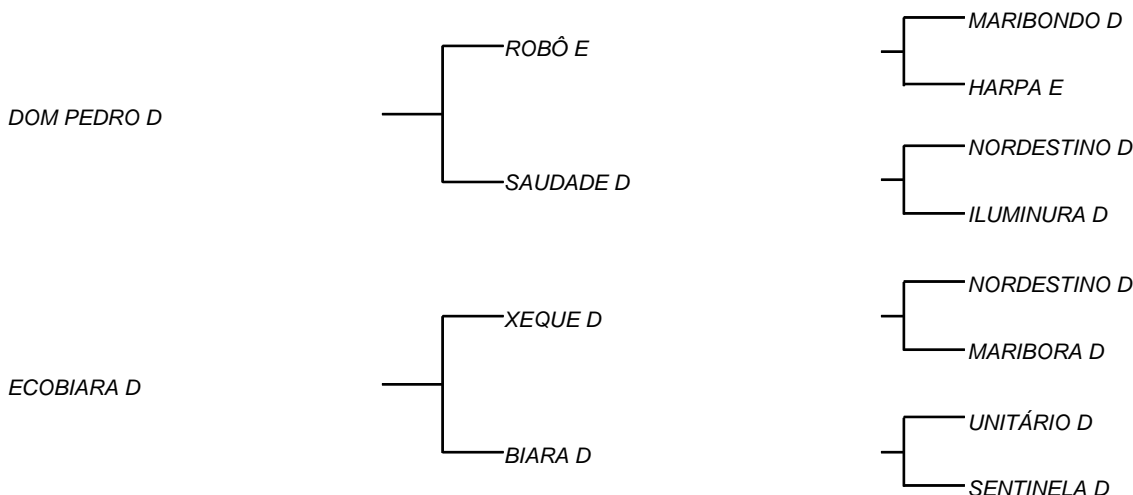 MARIBONDO D
ROBÔ E
HARPA E
DOM PEDRO D
NORDESTINO D
SAUDADE D
ILUMINURA D
NORDESTINO D
XEQUE D
MARIBORA D
ECOBIARA D
UNITÁRIO D
BIARA D
SENTINELA D